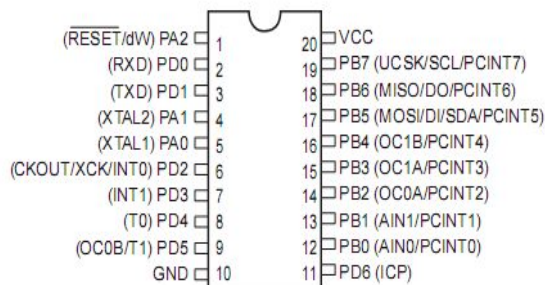 (RESET/dW) PA2 1
(RXD) PD0 2
(TXD) PD1 3
(XTAL2) PA1 4
(XTAL1) PA0 5
(CKOUT/XCK/INT0) PD2 6
(INT1) PD3 7
(T0) PD4 8
(OC0B/T1) PD5 9
GND 10
20 VCC
19 PB7 (UCSK/SCL/PCINT7)
18 PB6 (MISO/DO/PCINT6)
17 PB5 (MOSI/DI/SDA/PCINT5)
16 PB4 (OC1B/PCINT4)
15 PB3 (OC1A/PCINT3)
14 PB2 (OC0A/PCINT2)
13 PB1 (AIN1/PCINT1)
12 PB0 (AIN0/PCINT0)
11 PD6 (ICP)